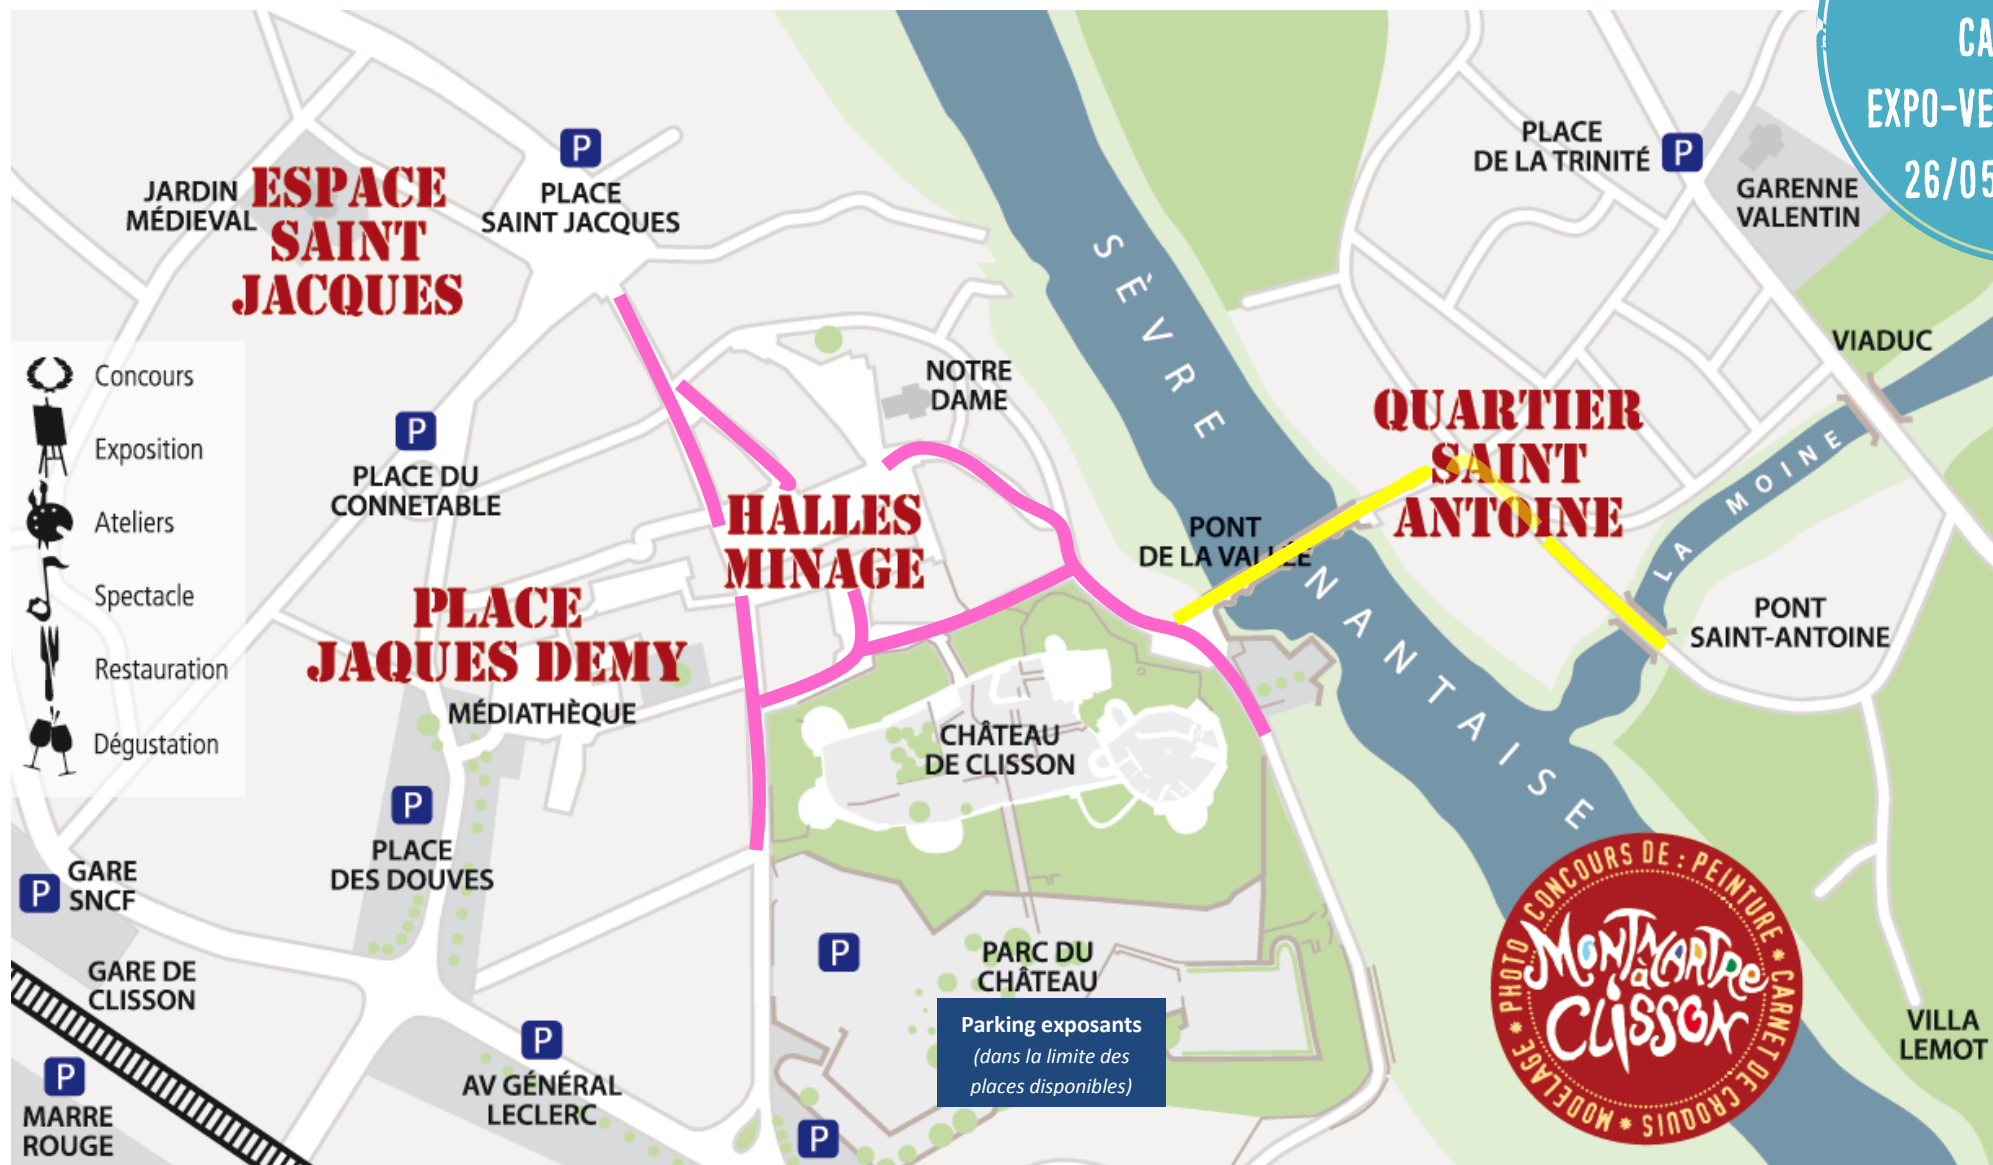 CA
EXPO-VE
26/05
JARDIN
MÉDIEVAL
ESPACE
SAINT
JACQUES
P
PLACE
SAINT JACQUES
PLACE
DE LA TRINITÉ
P
GARENNE
VALENTIN
VIADUC
SÈVRE NANTAISE
LA MOINE
Concours
Exposition
Ateliers
Spectacle
Restauration
Dégustation
P
PLACE DU
CONNETABLE
NOTRE
DAME
HALLES
MINAGE
PLACE
JAQUES DEMY
MÉDIATHÈQUE
QUARTIER
SAINT
ANTOINE
PONT
DE LA VALLÉE
PONT
SAINT-ANTOINE
CHÂTEAU
DE CLISSON
P
PLACE
DES DOUVES
P
GARE
SNCF
GARE DE
CLISSON
P
MARRE
ROUGE
P
AV GÉNÉRAL
LECLERC
P
PARC DU
CHÂTEAU
Parking exposants
(dans la limite des
places disponibles)
P
CONCOURS DE : PEINTURE * CARNET DE CROQUIS * MODELAGE * PHOTO
MONTMARTRE
à
CLISSON
VILLA
LEMOT